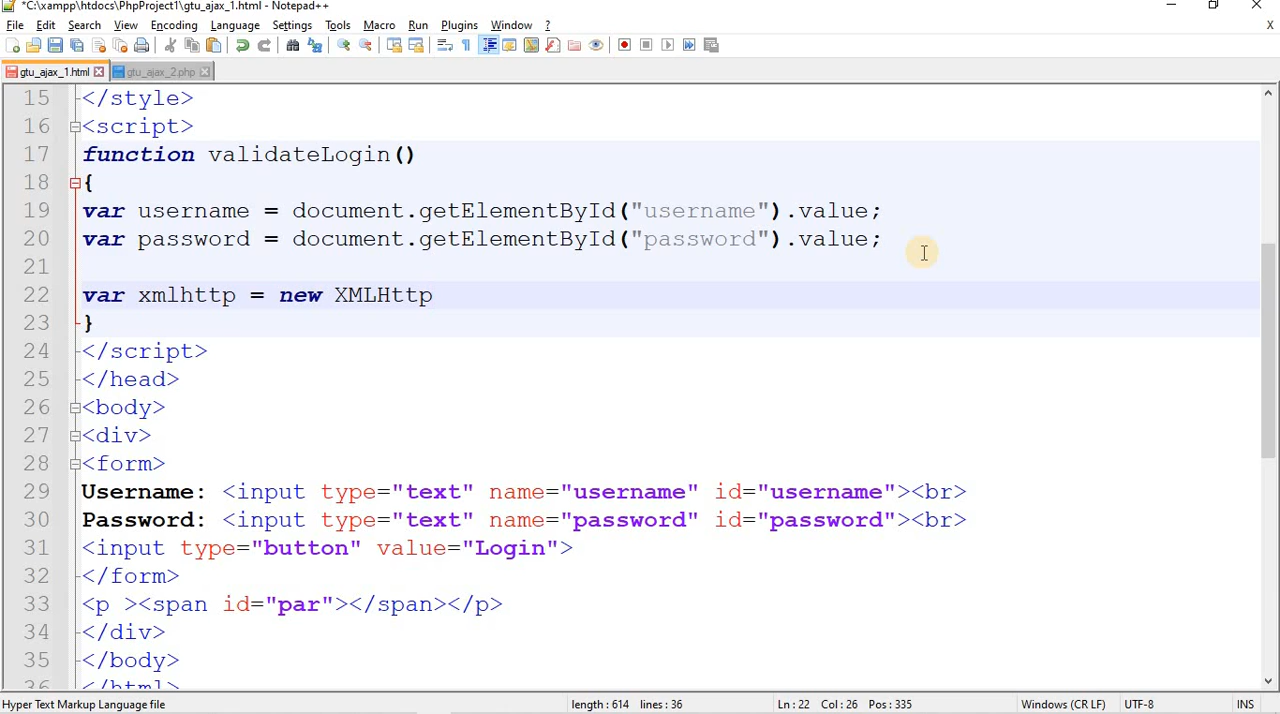 *C:\xampp\htdocs\PhpProject1\gtu_ajax_1.html - Notepad++
File Edit Search View Encoding Language Settings Tools Macro Run Plugins Window ? X
gtu_ajax_1.html gtu_ajax_2.php
15 </style>
16 <script>
17 function validateLogin()
18 {
19 var username = document.getElementById("username").value;
20 var password = document.getElementById("password").value;
21
22 var xmlhttp = new XMLHttp
23 }
24 </script>
25 </head>
26 <body>
27 <div>
28 <form>
29 Username: <input type="text" name="username" id="username"><br>
30 Password: <input type="text" name="password" id="password"><br>
31 <input type="button" value="Login">
32 </form>
33 <p ><span id="par"></span></p>
34 </div>
35 </body>
36 </html>
Hyper Text Markup Language file length : 614 lines : 36 Ln : 22 Col : 26 Pos : 335 Windows (CR LF) UTF-8 INS